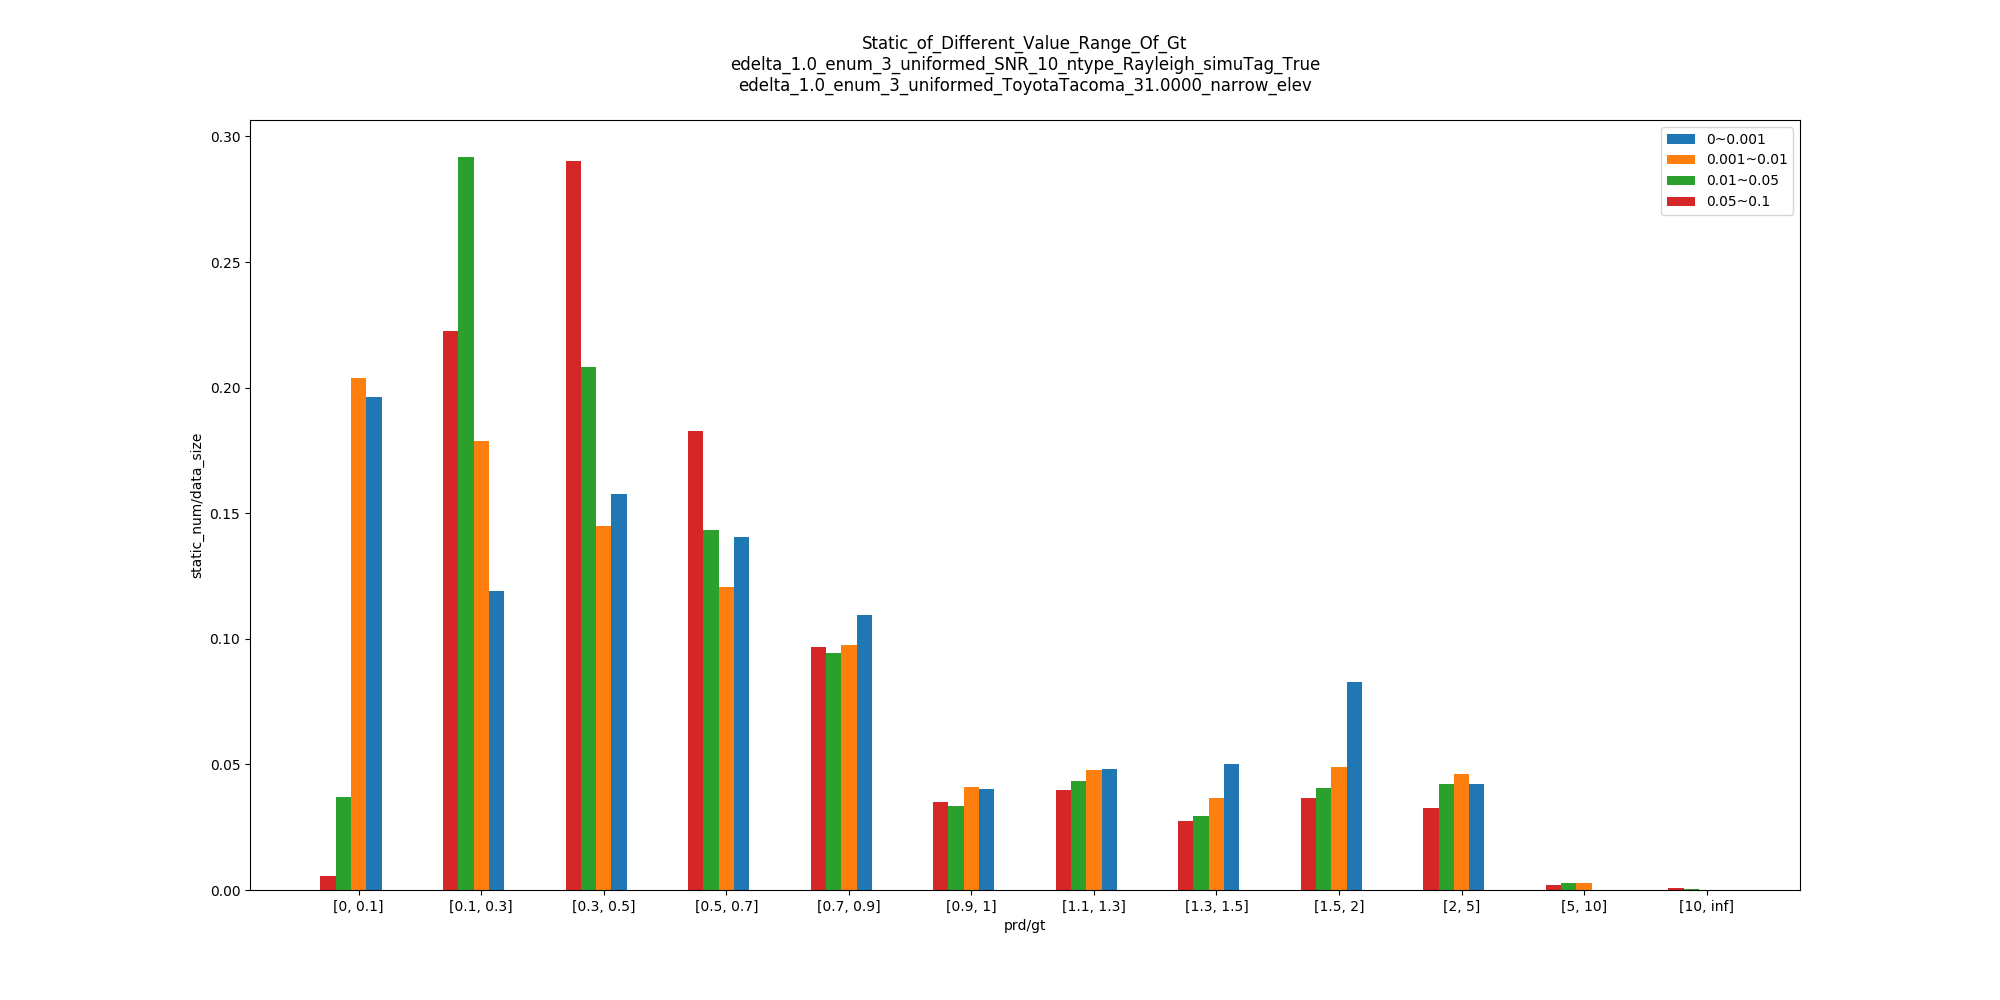 Static_of_Different_Value_Range_Of_Gt
edelta_1.0_enum_3_uniformed_SNR_10_ntype_Rayleigh_simuTag_True
edelta_1.0_enum_3_uniformed_ToyotaTacoma_31.0000_narrow_elev
0~0.001
0.001~0.01
0.01~0.05
0.05~0.1
0.30
0.25
0.20
0.15
0.10
0.05
0.00
static_num/data_size
[0, 0.1] [0.1, 0.3] [0.3, 0.5] [0.5, 0.7] [0.7, 0.9] [0.9, 1] [1.1, 1.3] [1.3, 1.5] [1.5, 2] [2, 5] [5, 10] [10, inf]
prd/gt